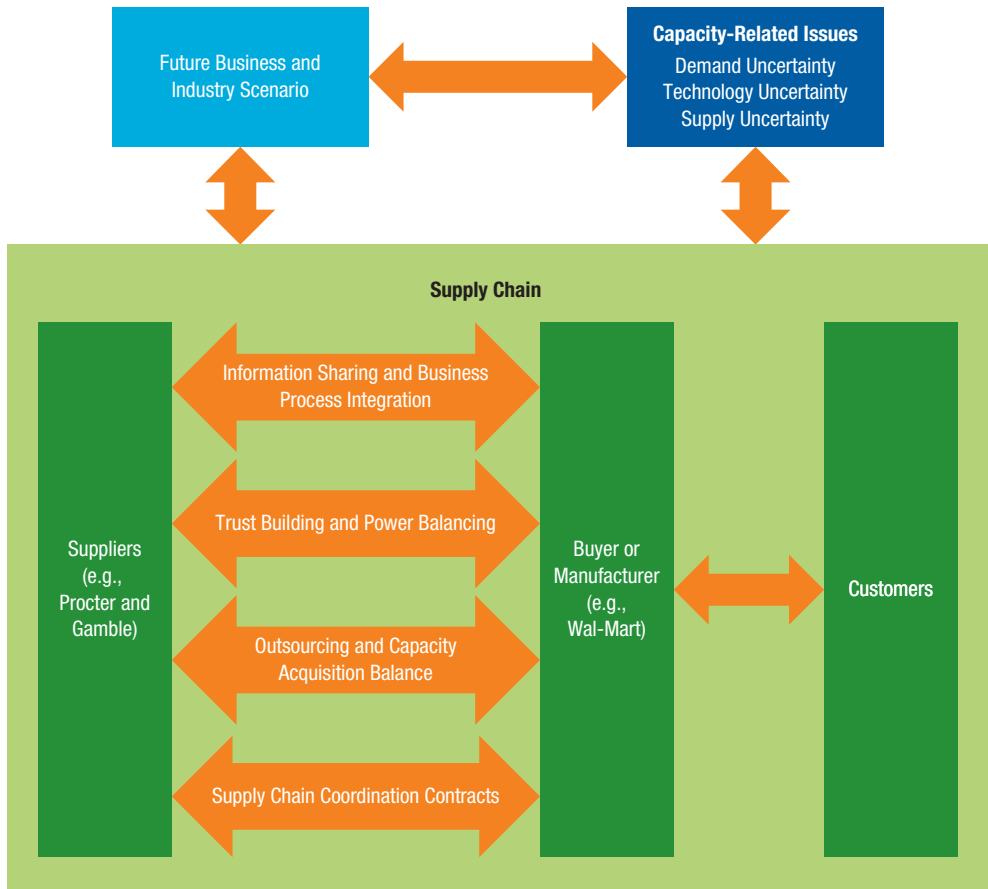 Future Business and
Industry Scenario
Capacity-Related Issues
Demand Uncertainty
Technology Uncertainty
Supply Uncertainty
Supply Chain
Suppliers
(e.g.,
Procter and
Gamble)
Information Sharing and Business
Process Integration
Trust Building and Power Balancing
Outsourcing and Capacity
Acquisition Balance
Supply Chain Coordination Contracts
Buyer or
Manufacturer
(e.g.,
Wal-Mart)
Customers